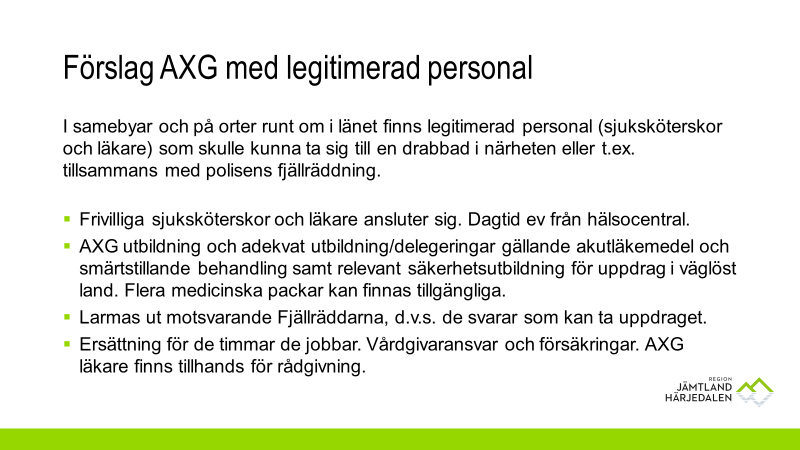 Förslag AXG med legitimerad personal
I samebyar och på orter runt om i länet finns legitimerad personal (sjuksköterskor
och läkare) som skulle kunna ta sig till en drabbad i närheten eller t.ex.
tillsammans med polisens fjällräddning.
▪ Frivilliga sjuksköterskor och läkare ansluter sig. Dagtid ev från hälsocentral.
▪ AXG utbildning och adekvat utbildning/delegeringar gällande akutläkemedel och
smärtstillande behandling samt relevant säkerhetsutbildning för uppdrag i väglöst
land. Flera medicinska packar kan finnas tillgängliga.
▪ Larmas ut motsvarande Fjällräddarna, d.v.s. de svarar som kan ta uppdraget.
▪ Ersättning för de timmar de jobbar. Vårdgivaransvar och försäkringar. AXG
läkare finns tillhands för rådgivning.
REGION
JÄMTLAND
HÄRJEDALEN